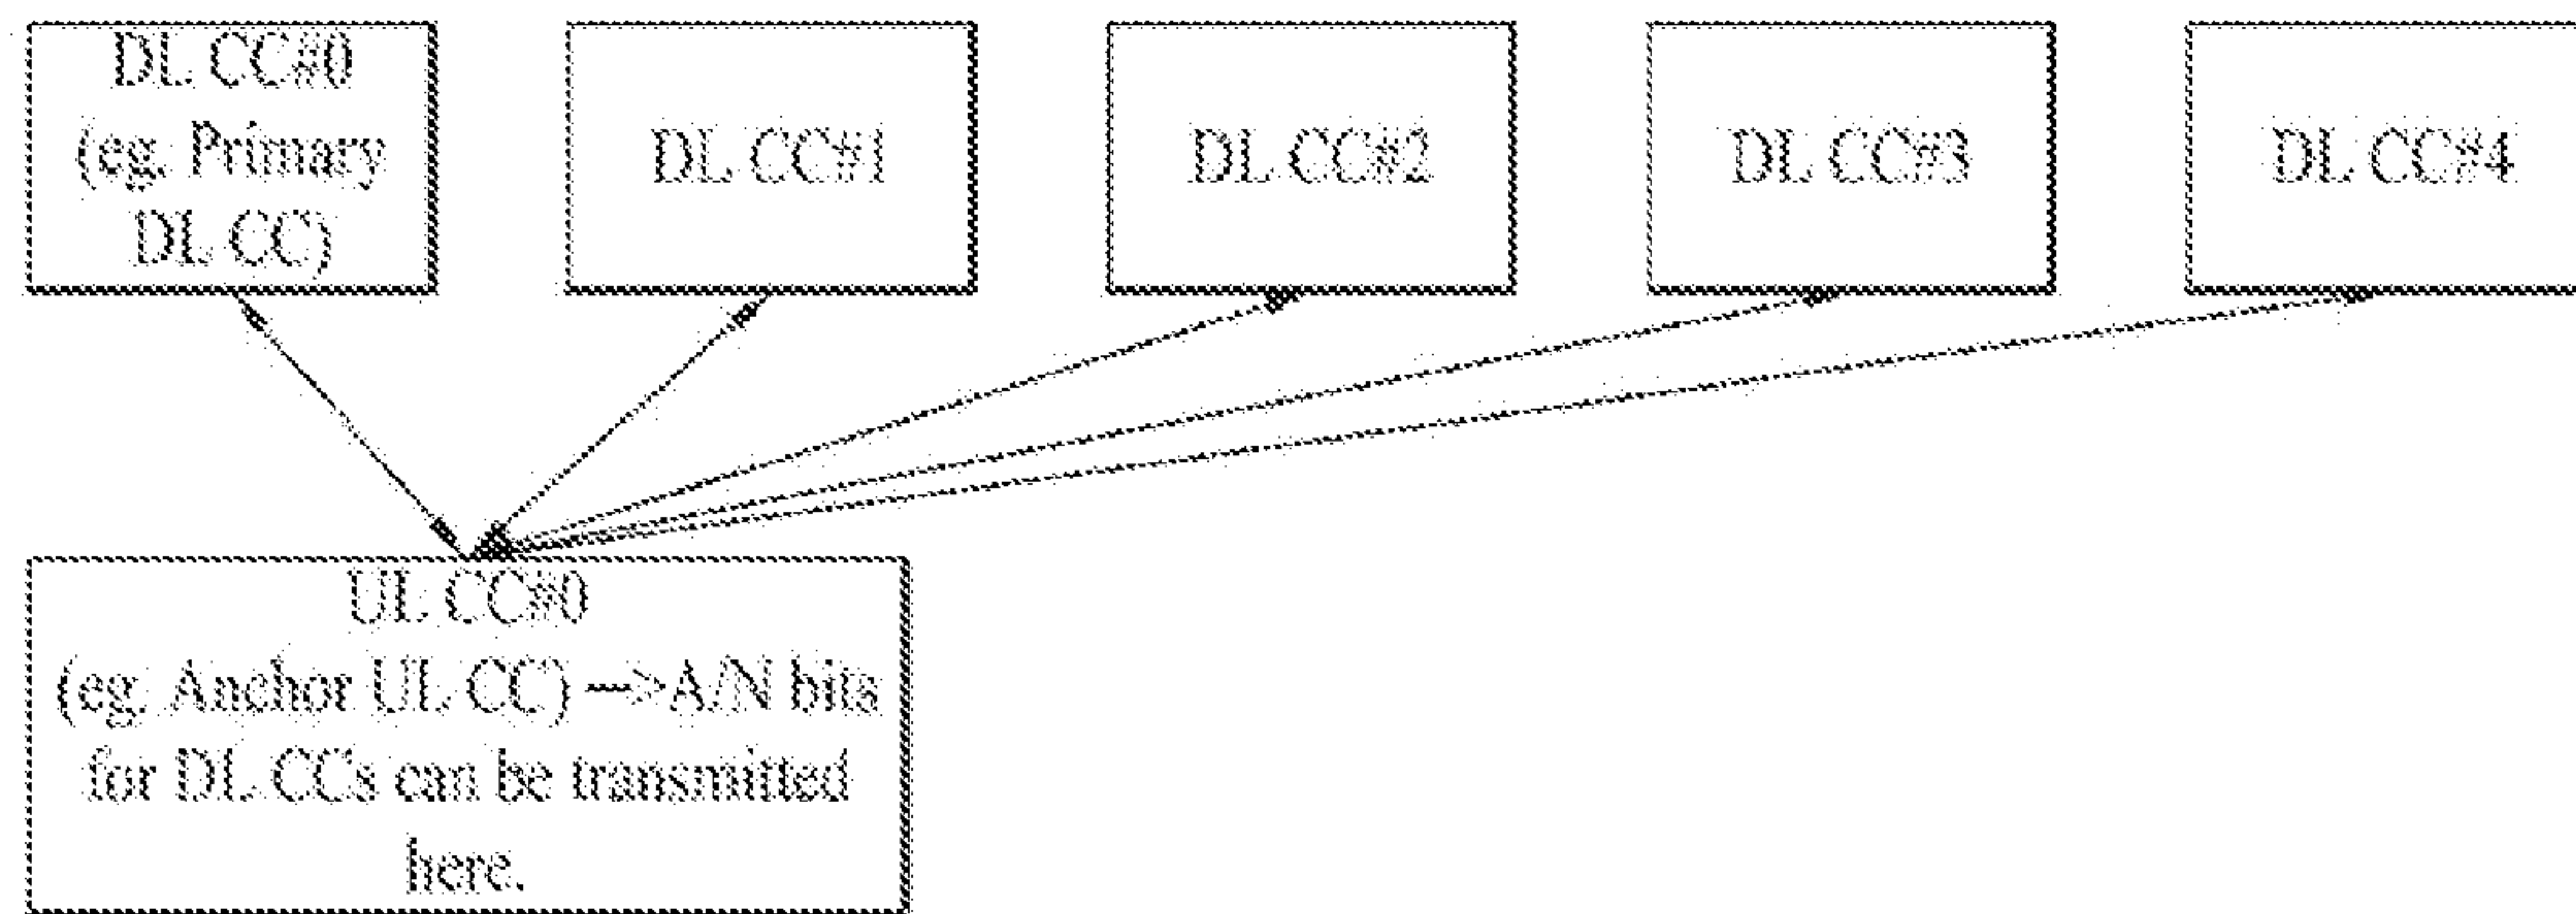 DL CC#0
(eg. Primary
DL CC)
DL CC#1
DL CC#2
DL CC#3
DL CC#4
UL CC#0
(eg. Anchor UL CC) -->A/N bits
for DL CCs can be transmitted
here.